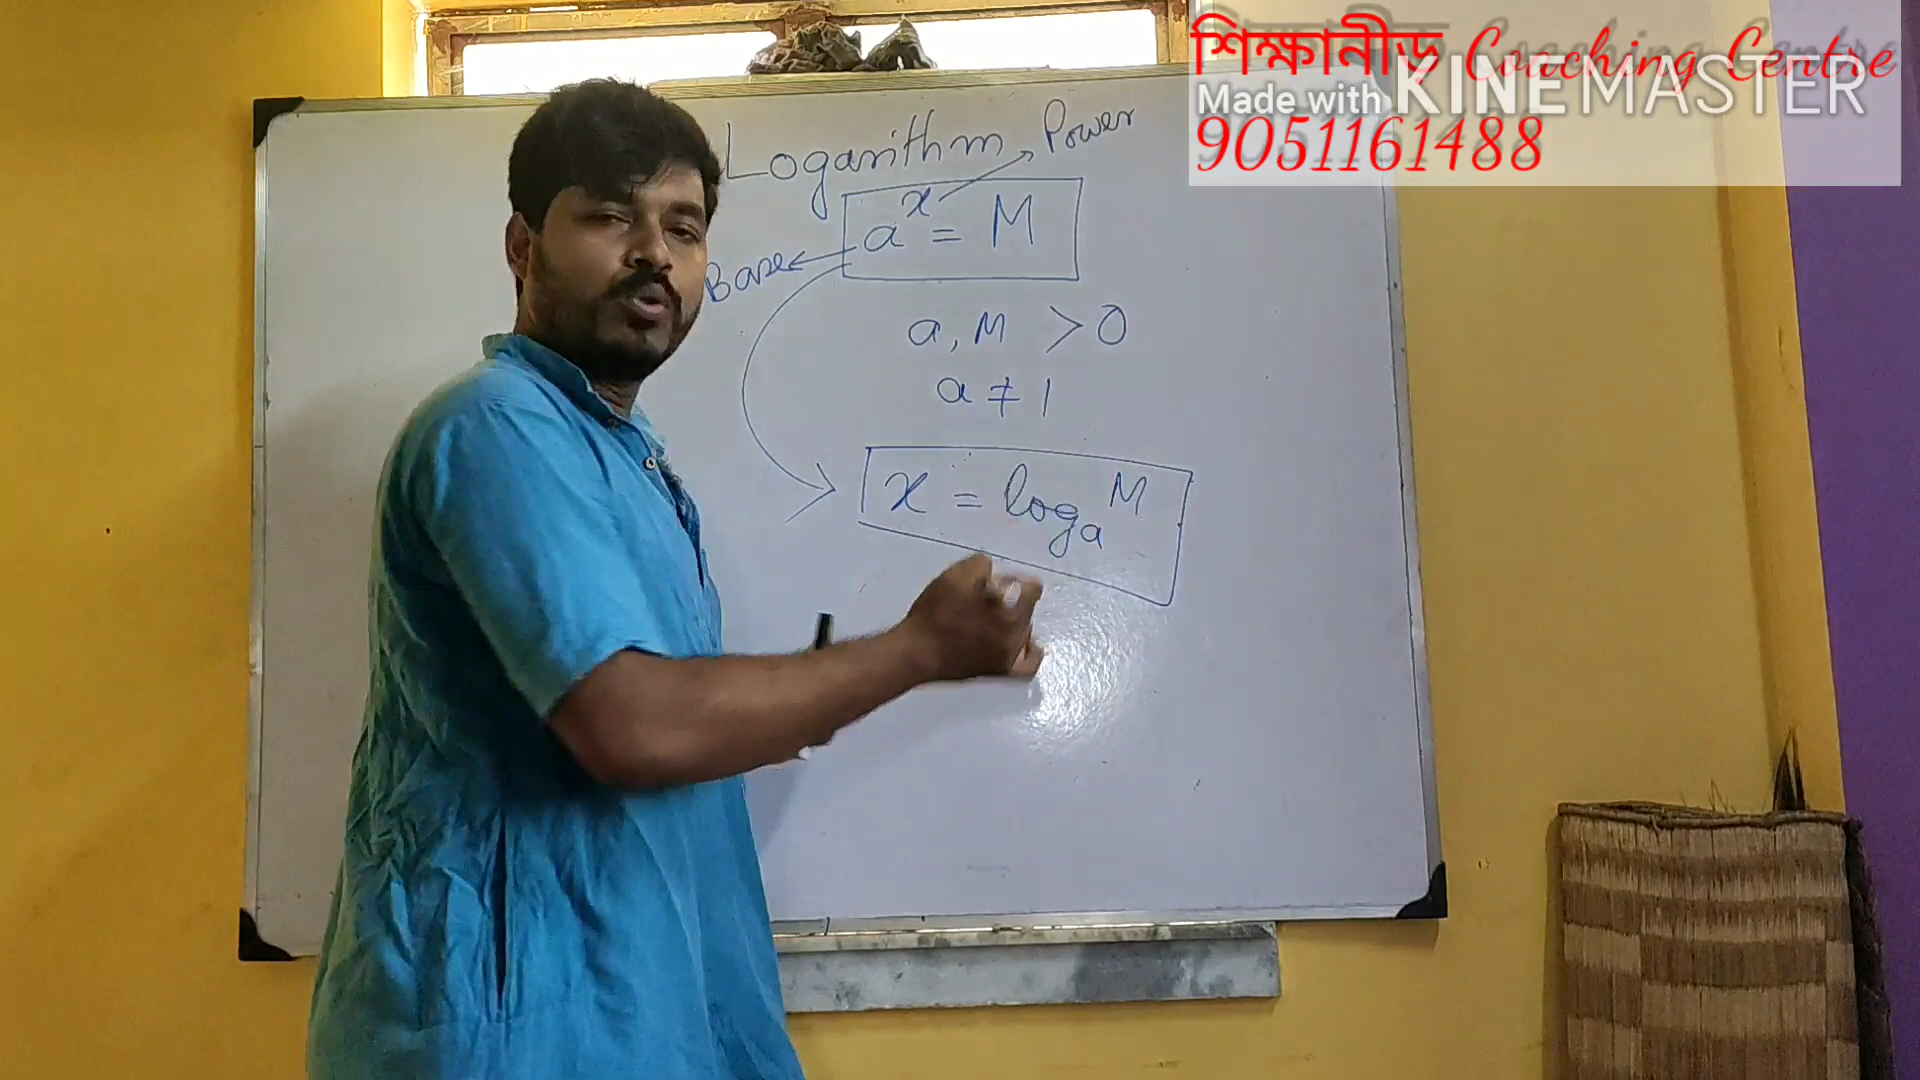 শিক্ষানীড় Coaching Centre
Made with KINEMASTER
9051161488
Logarithm
Power
a^x = M
Base
a, M > 0
a ≠ 1
x = log_a M